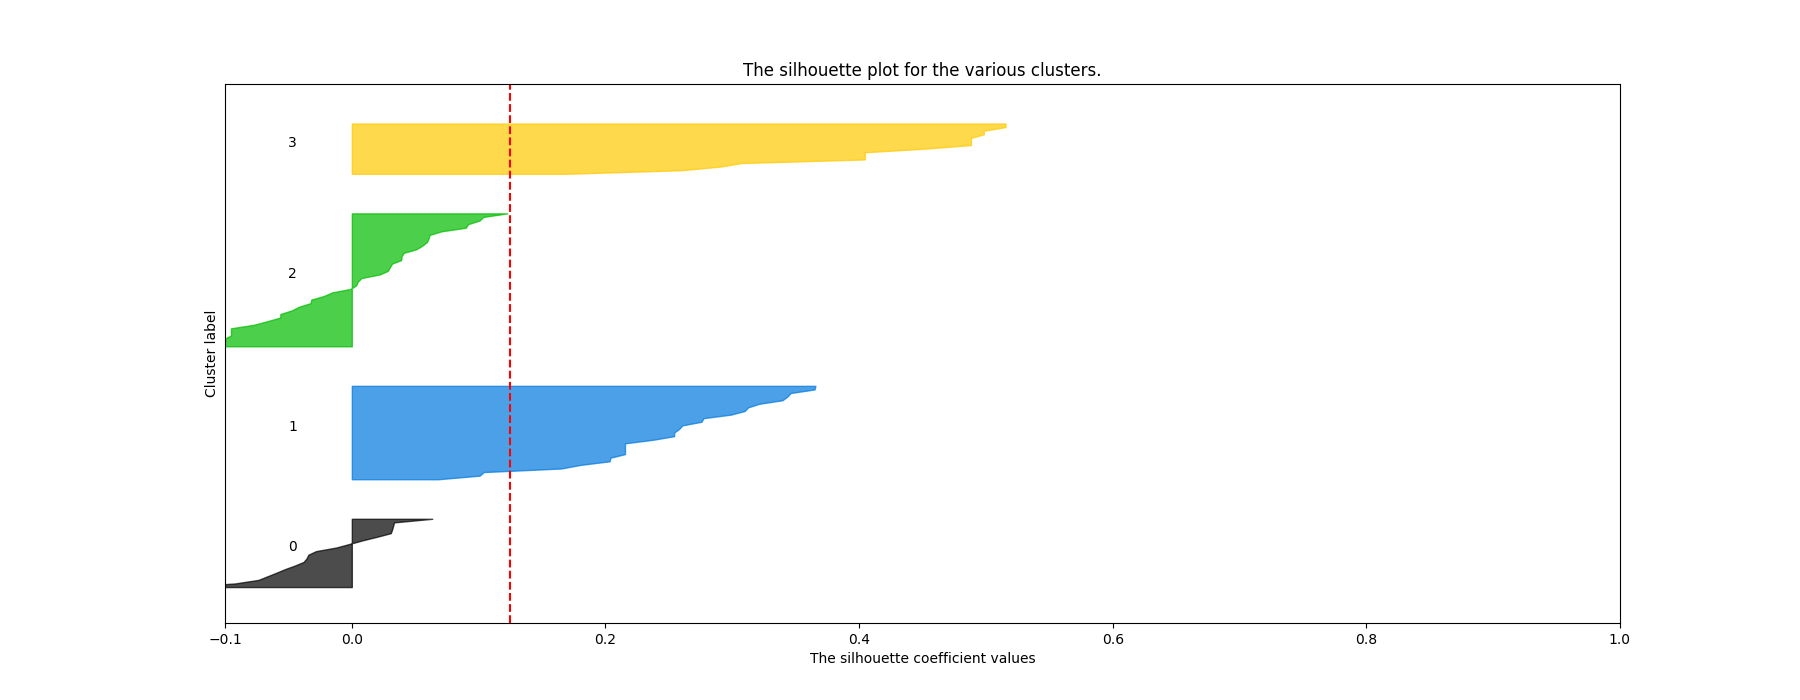 The silhouette plot for the various clusters.
3
2
1
0
Cluster label
−0.1 0.0 0.2 0.4 0.6 0.8 1.0
The silhouette coefficient values